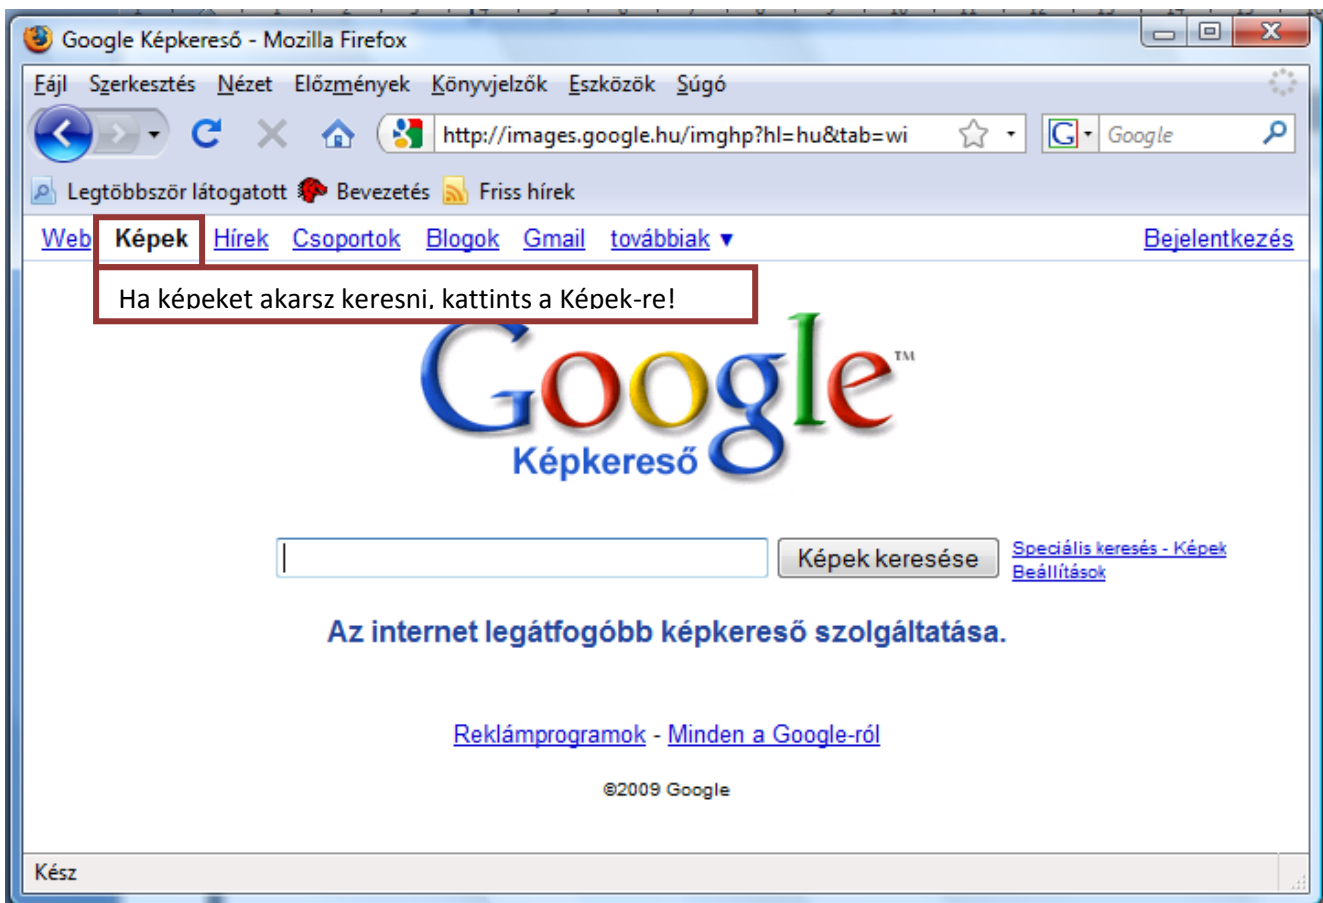 Google Képkereső - Mozilla Firefox
Fájl Szerkesztés Nézet Előzmények Könyvjelzők Eszközök Súgó
http://images.google.hu/imghp?hl=hu&tab=wi G Google
Legtöbbször látogatott Bevezetés Friss hírek
Web Képek Hírek Csoportok Blogok Gmail továbbiak ▼ Bejelentkezés
Ha képeket akarsz keresni, kattints a Képek-re!
Google™
Képkereső
Képek keresése Speciális keresés - Képek
Beállítások
Az internet legátfogóbb képkereső szolgáltatása.
Reklámprogramok - Minden a Google-ról
©2009 Google
Kész